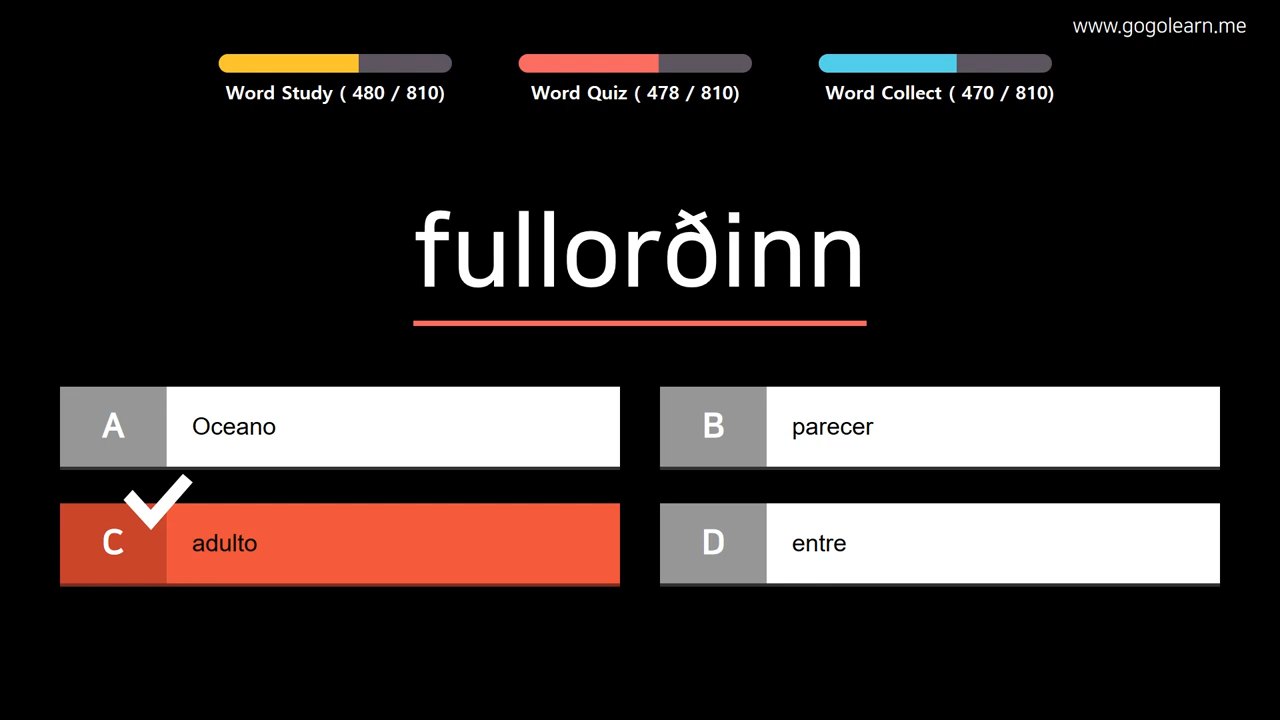 www.gogolearn.me
Word Study ( 480 / 810)
Word Quiz ( 478 / 810)
Word Collect ( 470 / 810)
fullorðinn
A
Oceano
B
parecer
C
adulto
D
entre